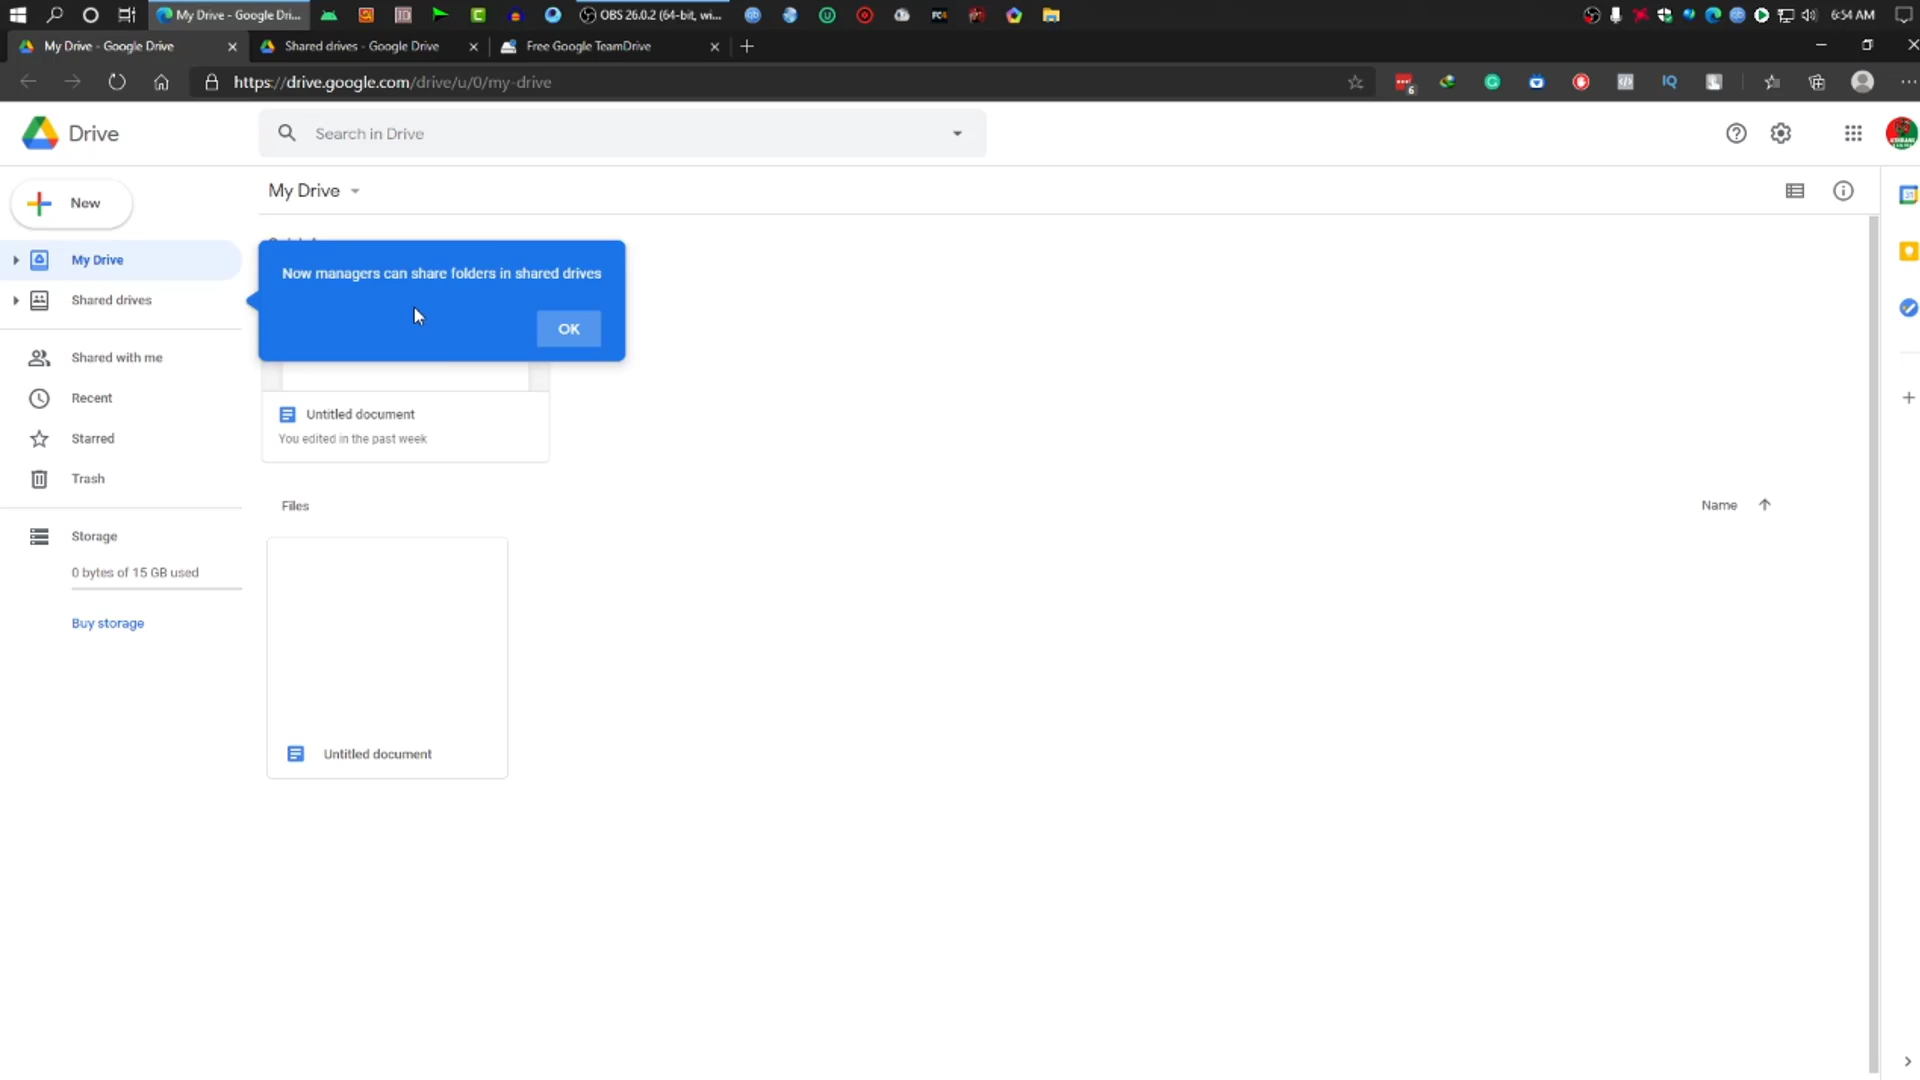 My Drive - Google Dri...
OBS 26.0.2 (64-bit, wi...
6:54 AM
My Drive - Google Drive
Shared drives - Google Drive
Free Google TeamDrive
https://drive.google.com/drive/u/0/my-drive
6
IQ
Drive
Search in Drive
New
My Drive
My Drive
Shared drives
Now managers can share folders in shared drives
OK
Shared with me
Recent
Starred
Trash
Untitled document
You edited in the past week
Files
Name
Storage
0 bytes of 15 GB used
Buy storage
Untitled document